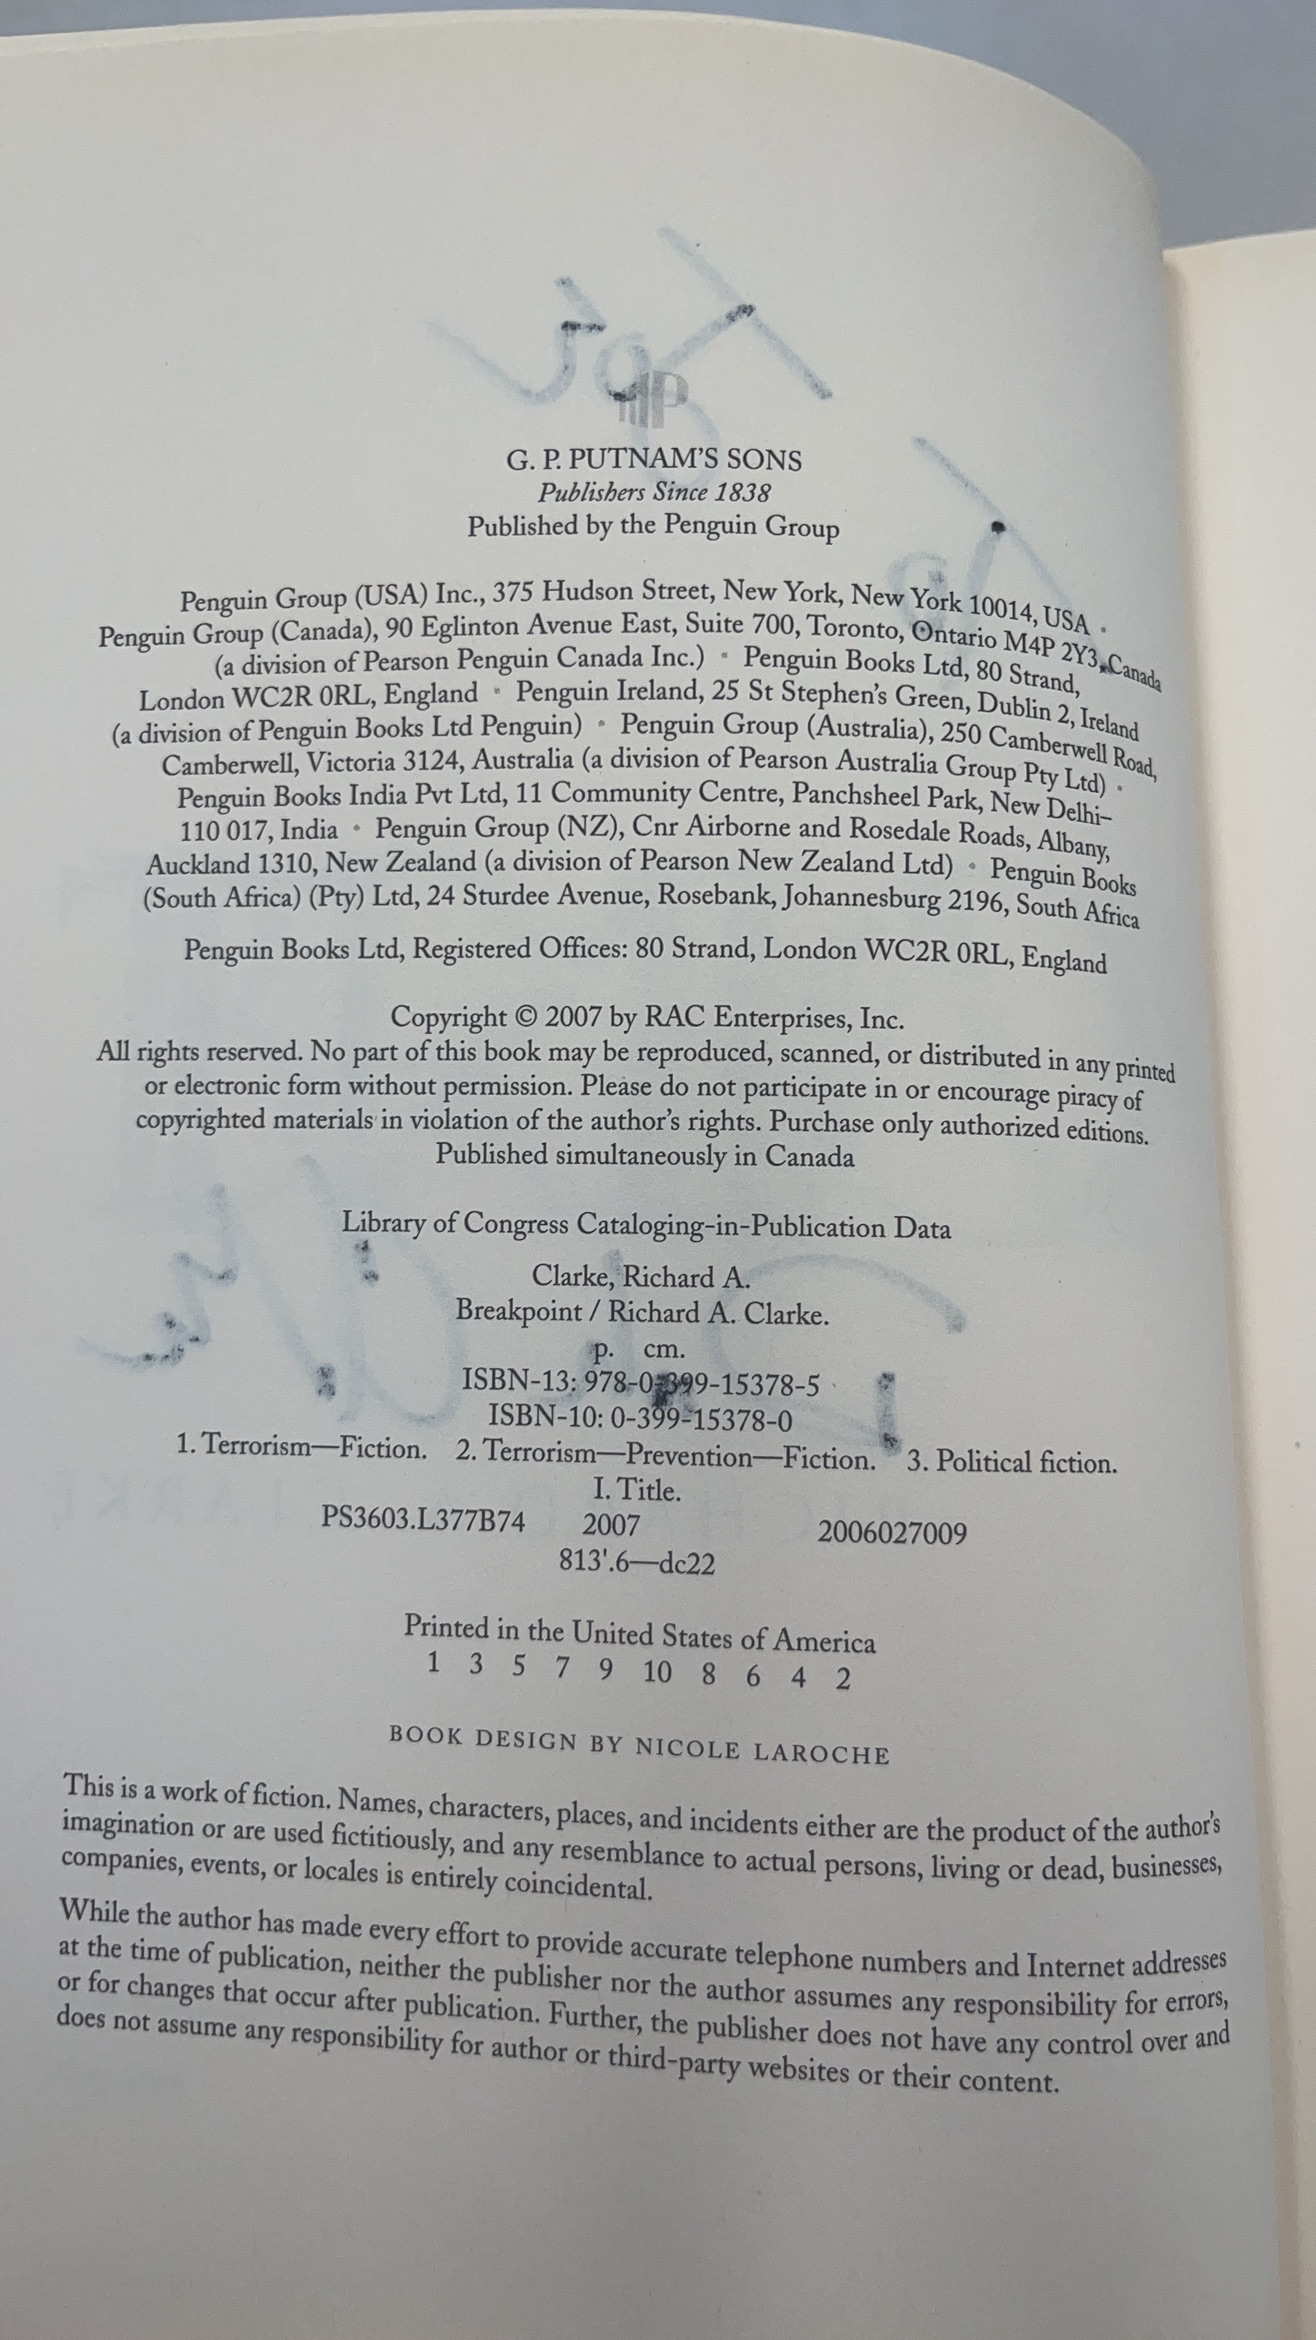 P
G. P. PUTNAM'S SONS
Publishers Since 1838
Published by the Penguin Group
Penguin Group (USA) Inc., 375 Hudson Street, New York, New York 10014, USA •
Penguin Group (Canada), 90 Eglinton Avenue East, Suite 700, Toronto, Ontario M4P 2Y3, Canada
(a division of Pearson Penguin Canada Inc.) • Penguin Books Ltd, 80 Strand,
London WC2R 0RL, England • Penguin Ireland, 25 St Stephen's Green, Dublin 2, Ireland
(a division of Penguin Books Ltd Penguin) • Penguin Group (Australia), 250 Camberwell Road,
Camberwell, Victoria 3124, Australia (a division of Pearson Australia Group Pty Ltd) •
Penguin Books India Pvt Ltd, 11 Community Centre, Panchsheel Park, New Delhi–
110 017, India • Penguin Group (NZ), Cnr Airborne and Rosedale Roads, Albany,
Auckland 1310, New Zealand (a division of Pearson New Zealand Ltd) • Penguin Books
(South Africa) (Pty) Ltd, 24 Sturdee Avenue, Rosebank, Johannesburg 2196, South Africa
Penguin Books Ltd, Registered Offices: 80 Strand, London WC2R 0RL, England
Copyright © 2007 by RAC Enterprises, Inc.
All rights reserved. No part of this book may be reproduced, scanned, or distributed in any printed
or electronic form without permission. Please do not participate in or encourage piracy of
copyrighted materials in violation of the author's rights. Purchase only authorized editions.
Published simultaneously in Canada
Library of Congress Cataloging-in-Publication Data
Clarke, Richard A.
Breakpoint / Richard A. Clarke.
p. cm.
ISBN-13: 978-0-399-15378-5
ISBN-10: 0-399-15378-0
1. Terrorism—Fiction. 2. Terrorism—Prevention—Fiction. 3. Political fiction.
I. Title.
PS3603.L377B74 2007 2006027009
813'.6—dc22
Printed in the United States of America
1 3 5 7 9 10 8 6 4 2
BOOK DESIGN BY NICOLE LAROCHE
This is a work of fiction. Names, characters, places, and incidents either are the product of the author's
imagination or are used fictitiously, and any resemblance to actual persons, living or dead, businesses,
companies, events, or locales is entirely coincidental.
While the author has made every effort to provide accurate telephone numbers and Internet addresses
at the time of publication, neither the publisher nor the author assumes any responsibility for errors,
or for changes that occur after publication. Further, the publisher does not have any control over and
does not assume any responsibility for author or third-party websites or their content.